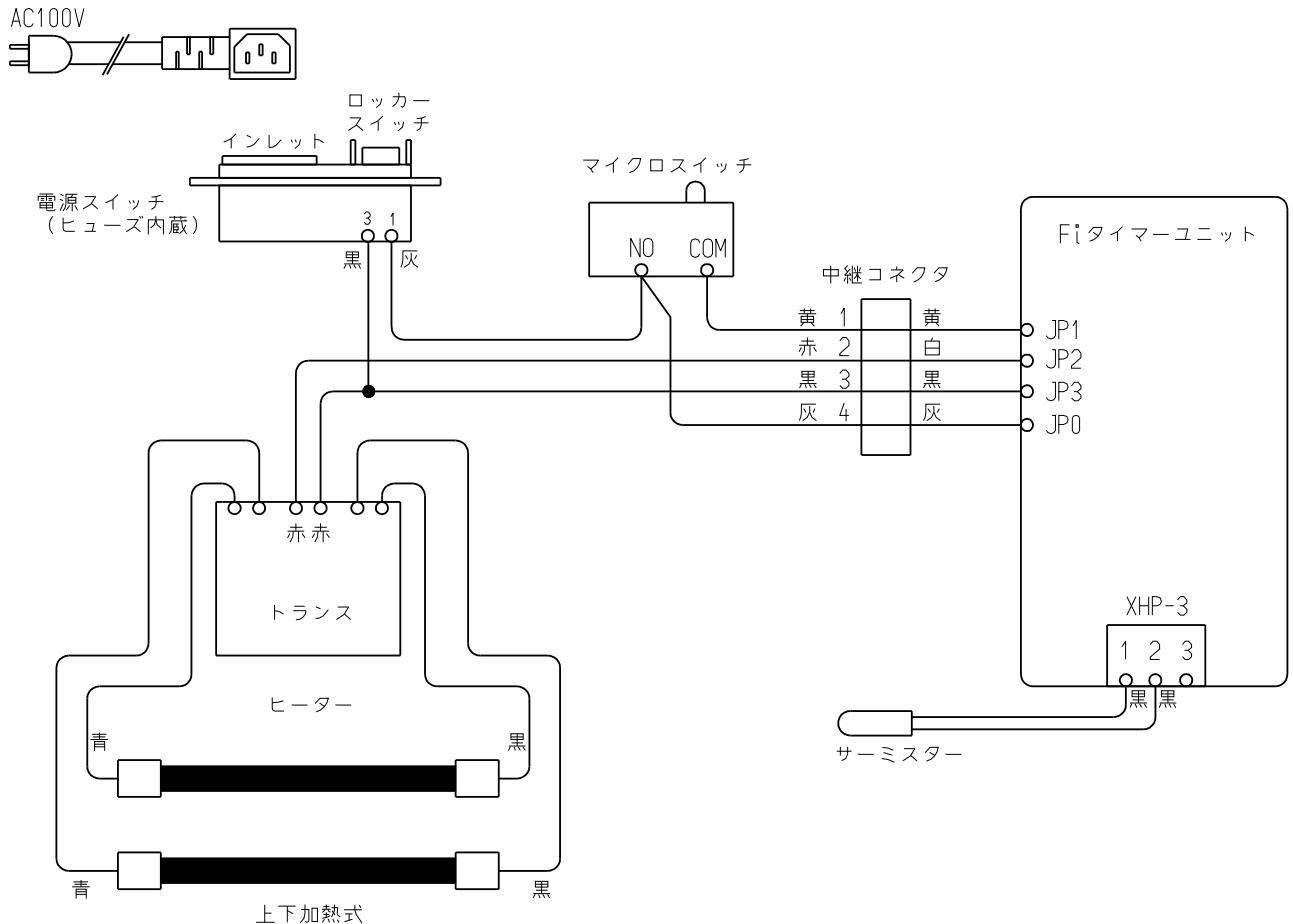 AC100V
ロッカー
スイッチ
インレット
電源スイッチ
(ヒューズ内蔵)
3 1
黒 灰
マイクロスイッチ
NO COM
Fiタイマーユニット
中継コネクタ
黄 1 黄 JP1
赤 2 白 JP2
黒 3 黒 JP3
灰 4 灰 JP0
赤 赤
トランス
XHP-3
1 2 3
黒 黒
サーミスター
ヒーター
青 黒
青 黒
上下加熱式